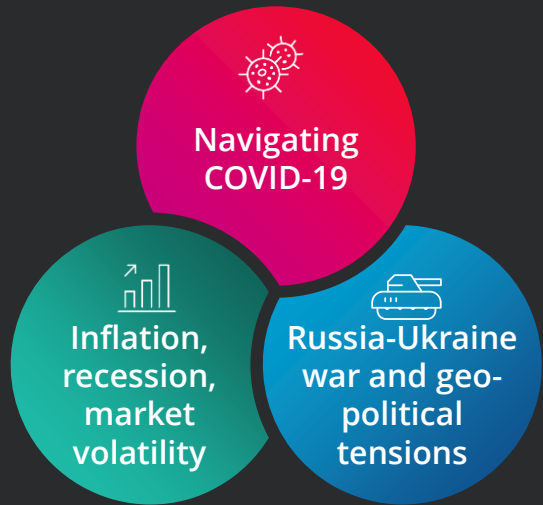 Navigating
COVID-19
Inflation,
recession,
market
volatility
Russia-Ukraine
war and geo-
political
tensions